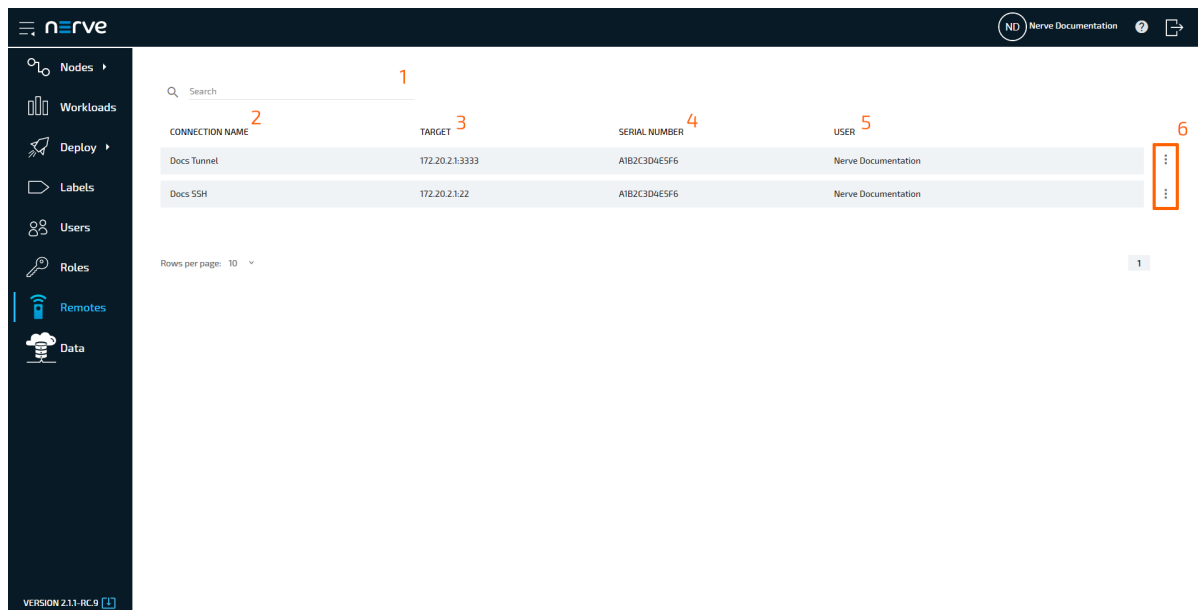 nerve
ND Nerve Documentation ?
Nodes
Workloads
Deploy
Labels
Users
Roles
Remotes
Data
VERSION 2.1.1-RC.9
1
Search
2 3 4 5 6
CONNECTION NAME TARGET SERIAL NUMBER USER
Docs Tunnel 172.20.2.1:3333 A1B2C3D4E5F6 Nerve Documentation
Docs SSH 172.20.2.1:22 A1B2C3D4E5F6 Nerve Documentation
Rows per page: 10 1